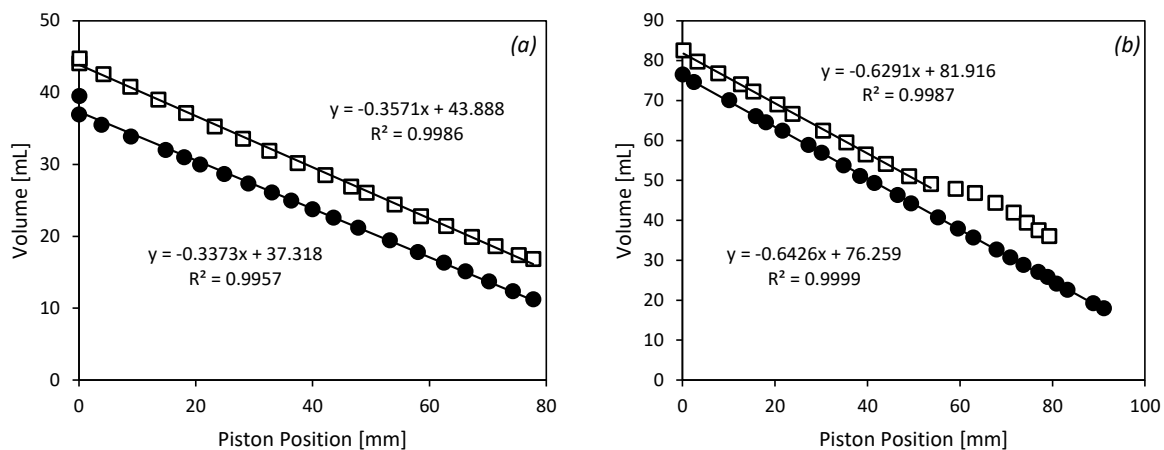 50
40
30
20
10
0
0
20
40
60
80
Volume [mL]
Piston Position [mm]
(a)
y = -0.3571x + 43.888
R² = 0.9986
y = -0.3373x + 37.318
R² = 0.9957
90
80
70
60
50
40
30
20
10
0
0
20
40
60
80
100
Volume [mL]
Piston Position [mm]
(b)
y = -0.6291x + 81.916
R² = 0.9987
y = -0.6426x + 76.259
R² = 0.9999